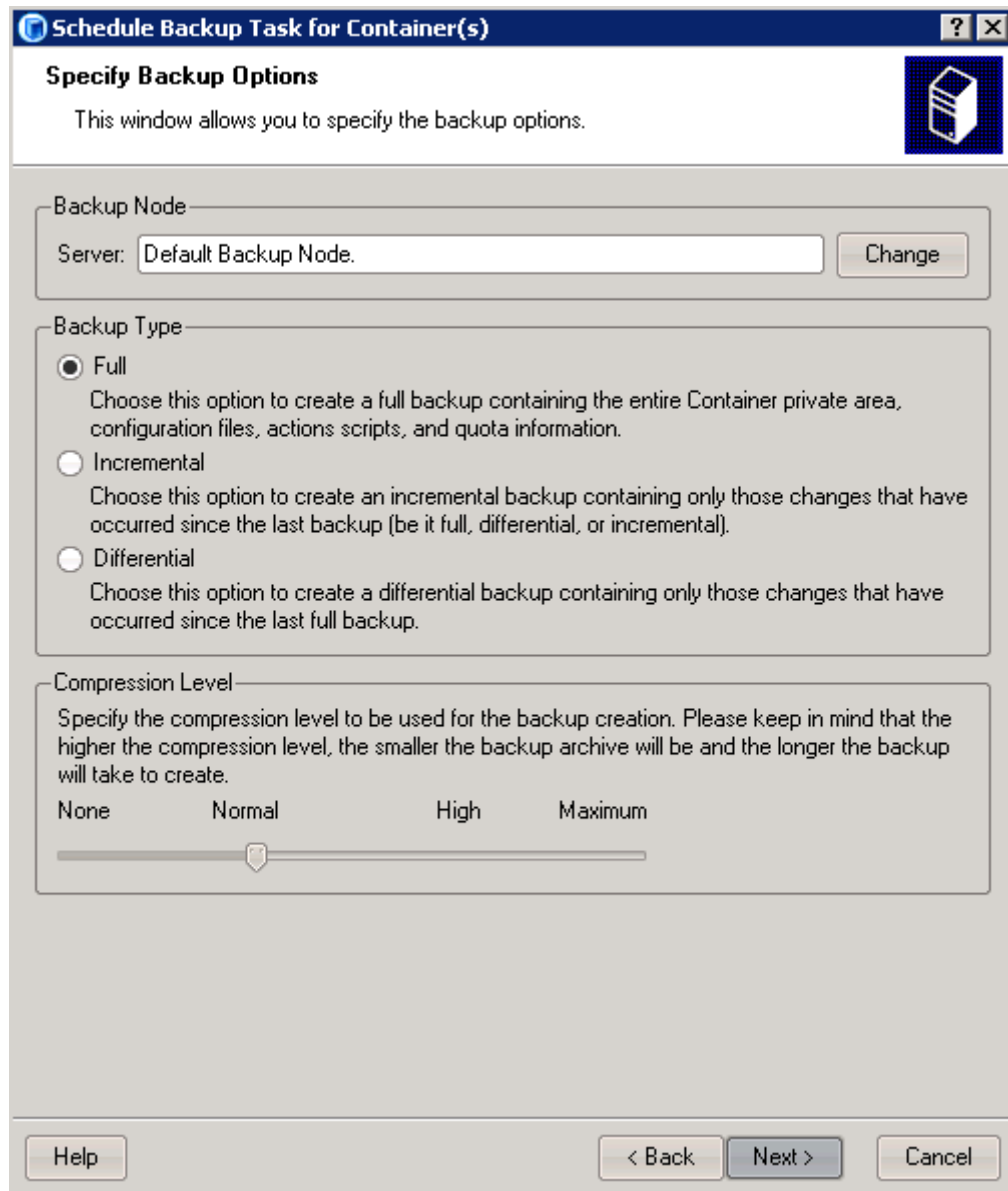 Schedule Backup Task for Container(s)
Specify Backup Options
This window allows you to specify the backup options.
Backup Node
Server: Default Backup Node. Change
Backup Type
Full
Choose this option to create a full backup containing the entire Container private area,
configuration files, actions scripts, and quota information.
Incremental
Choose this option to create an incremental backup containing only those changes that have
occurred since the last backup (be it full, differential, or incremental).
Differential
Choose this option to create a differential backup containing only those changes that have
occurred since the last full backup.
Compression Level
Specify the compression level to be used for the backup creation. Please keep in mind that the
higher the compression level, the smaller the backup archive will be and the longer the backup
will take to create.
None Normal High Maximum
Help < Back Next > Cancel